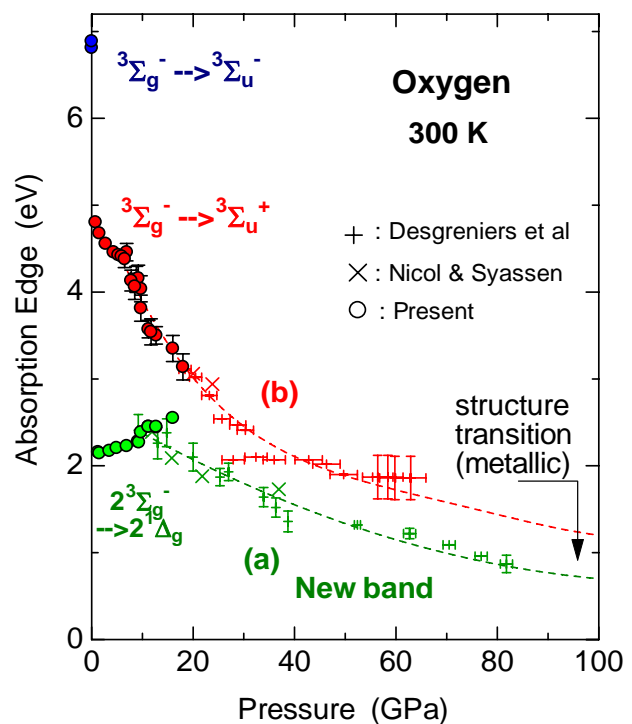 ³Σg⁻ -->³Σu⁻
Oxygen
300 K
³Σg⁻ -->³Σu⁺
+ : Desgreniers et al
× : Nicol & Syassen
○ : Present
(b)
structure
transition
(metallic)
2³Σg⁻
-->2¹Δg
(a)
New band
0
2
4
6
Absorption Edge (eV)
0 20 40 60 80 100
Pressure (GPa)